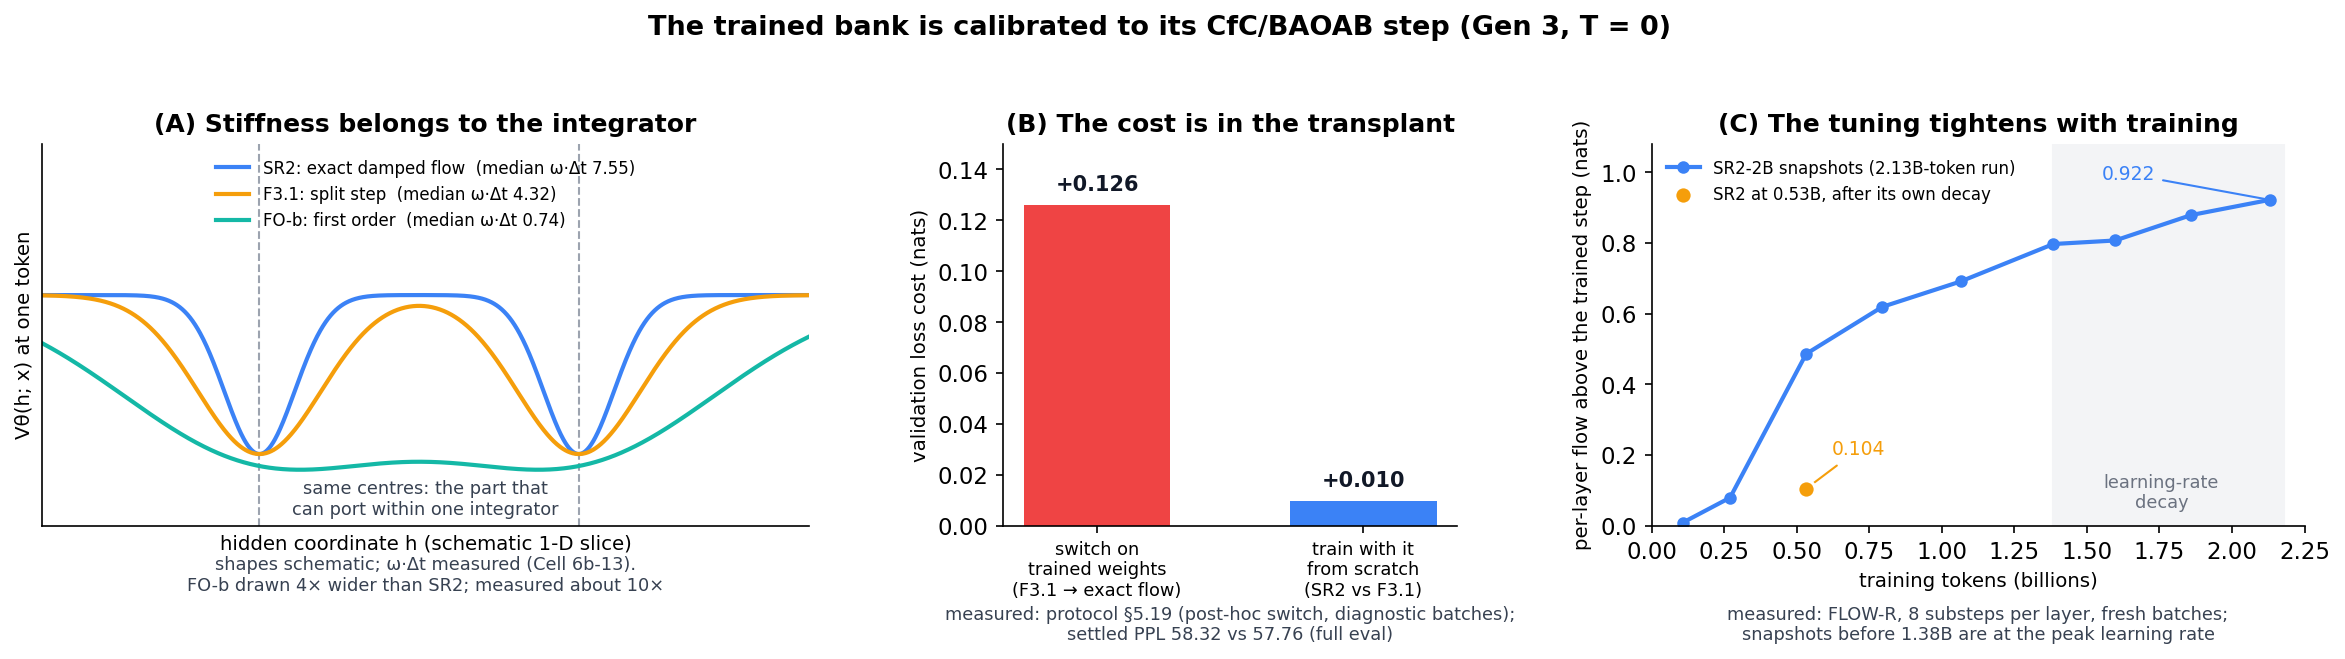 The trained bank is calibrated to its CfC/BAOAB step (Gen 3, T = 0)
(A) Stiffness belongs to the integrator
SR2: exact damped flow  (median ω·Δt 7.55)
F3.1: split step  (median ω·Δt 4.32)
FO-b: first order  (median ω·Δt 0.74)
Vθ(h; x) at one token
same centres: the part that
can port within one integrator
hidden coordinate h (schematic 1-D slice)
shapes schematic; ω·Δt measured (Cell 6b-13).
FO-b drawn 4× wider than SR2; measured about 10×
(B) The cost is in the transplant
validation loss cost (nats)
0.14
0.12
0.10
0.08
0.06
0.04
0.02
0.00
+0.126
+0.010
switch on
trained weights
(F3.1 → exact flow)
train with it
from scratch
(SR2 vs F3.1)
measured: protocol §5.19 (post-hoc switch, diagnostic batches);
settled PPL 58.32 vs 57.76 (full eval)
(C) The tuning tightens with training
per-layer flow above the trained step (nats)
1.0
0.8
0.6
0.4
0.2
0.0
SR2-2B snapshots (2.13B-token run)
SR2 at 0.53B, after its own decay
0.922
0.104
learning-rate
decay
0.00 0.25 0.50 0.75 1.00 1.25 1.50 1.75 2.00 2.25
training tokens (billions)
measured: FLOW-R, 8 substeps per layer, fresh batches;
snapshots before 1.38B are at the peak learning rate